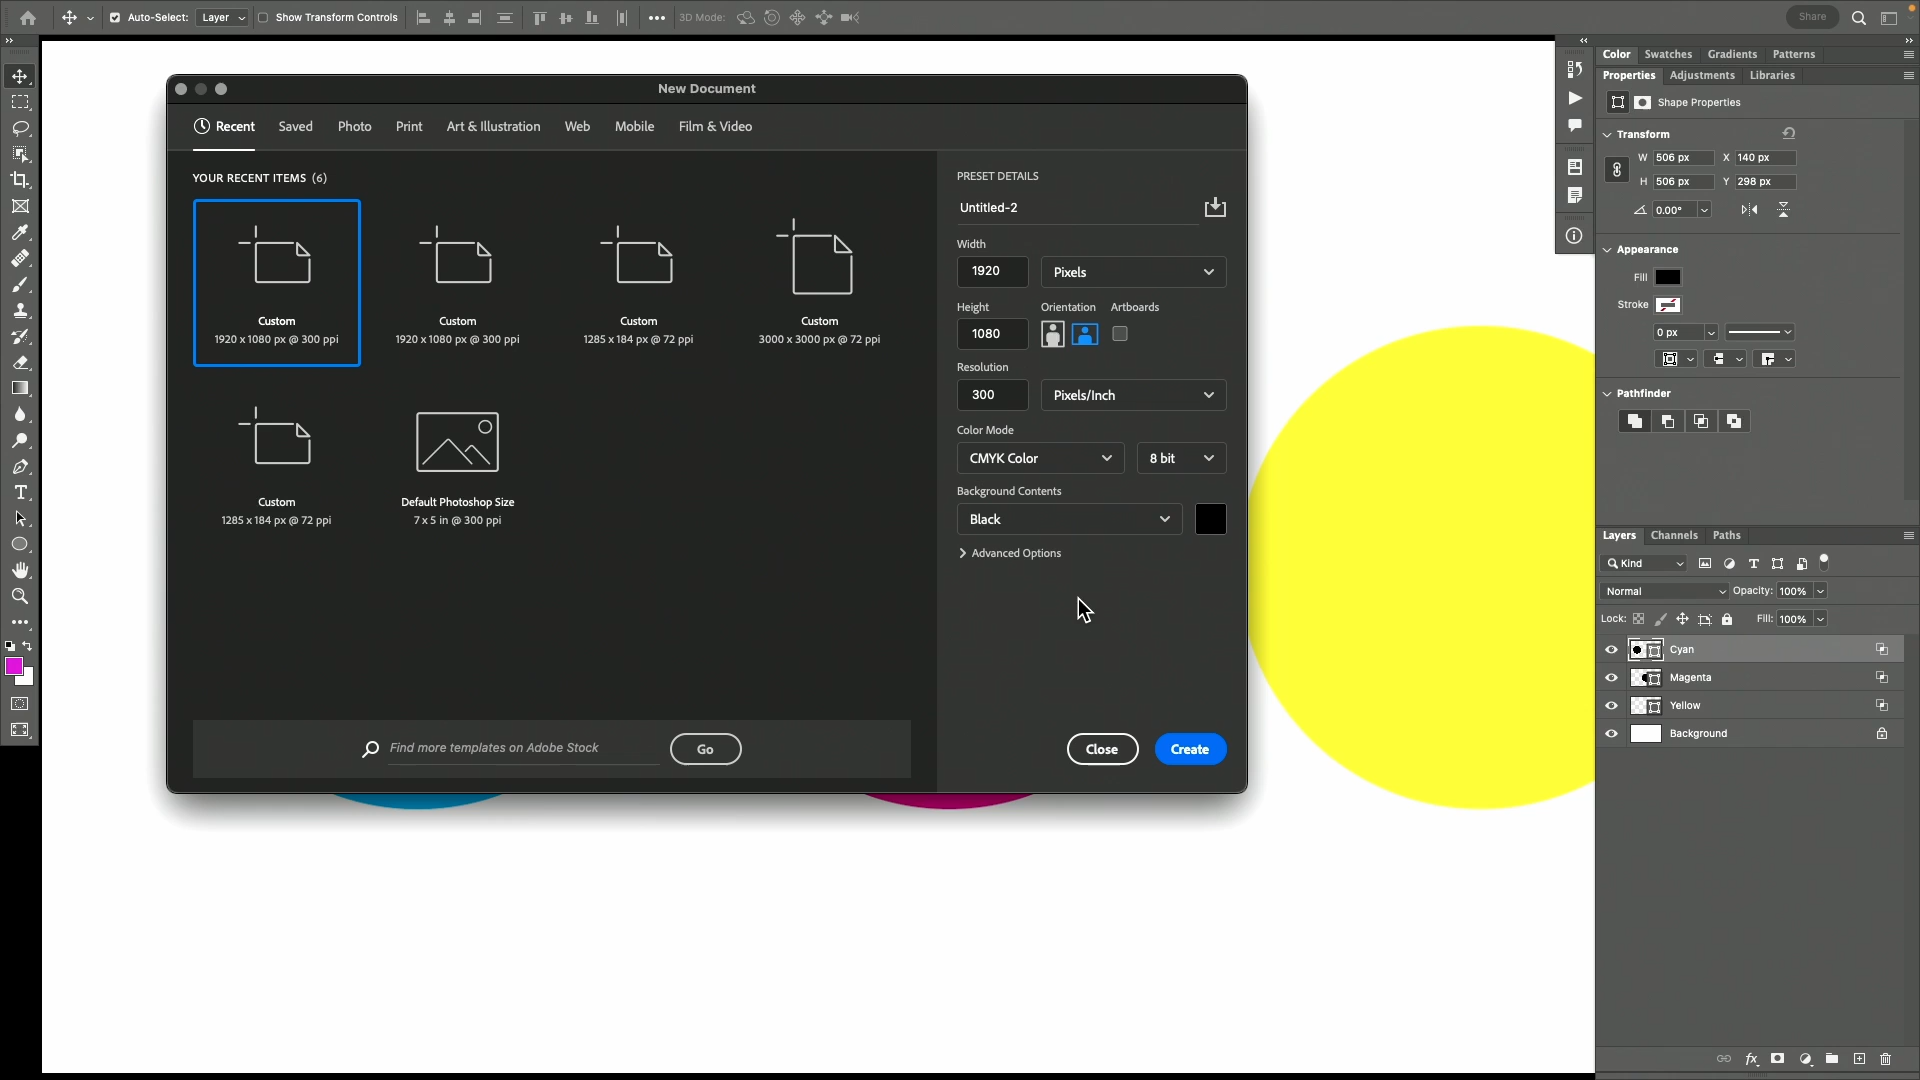 Auto-Select: Layer Show Transform Controls 3D Mode: Share
New Document
Recent Saved Photo Print Art & Illustration Web Mobile Film & Video
YOUR RECENT ITEMS (6)
Custom
1920 x 1080 px @ 300 ppi
Custom
1920 x 1080 px @ 300 ppi
Custom
1285 x 184 px @ 72 ppi
Custom
3000 x 3000 px @ 72 ppi
Custom
1285 x 184 px @ 72 ppi
Default Photoshop Size
7 x 5 in @ 300 ppi
Find more templates on Adobe Stock Go
PRESET DETAILS
Untitled-2
Width
1920 Pixels
Height Orientation Artboards
1080
Resolution
300 Pixels/Inch
Color Mode
CMYK Color 8 bit
Background Contents
Black
Advanced Options
Close Create
Color Swatches Gradients Patterns
Properties Adjustments Libraries
Shape Properties
Transform
W 506 px X 140 px
H 506 px Y 298 px
0.00°
Appearance
Fill
Stroke
0 px
Pathfinder
Layers Channels Paths
Kind
Normal Opacity: 100%
Lock: Fill: 100%
Cyan
Magenta
Yellow
Background